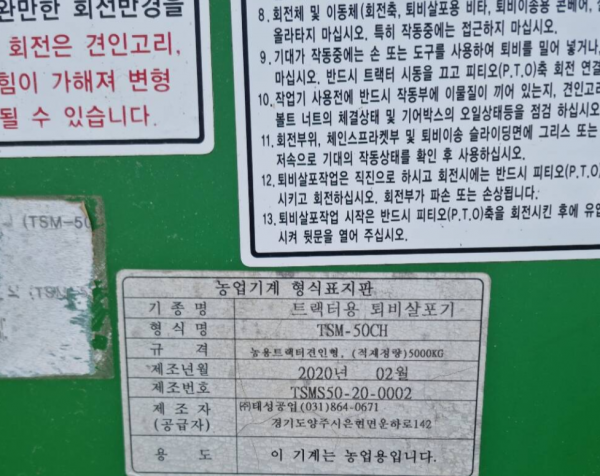 완만한 회전반경을
회전은 견인고리,
힘이 가해져 변형
될 수 있습니다.
8. 회전체 및 이동체(회전축, 퇴비살포용 비타, 퇴비이송용 콘베어,
올라타지 마십시오. 특히 작동중에는 접근하지 마십시오.
9. 기대가 작동중에는 손 또는 도구를 사용하여 퇴비를 밀어 넣거나,
마십시오. 반드시 트랙터 시동을 끄고 피티오(P.T.O)축 회전 연결
10. 작업기 사용전에 반드시 작동부에 이물질이 끼어 있는지, 견인고리
볼트 너트의 체결상태 및 기어박스의 오일상태등을 점검 하십시오
11. 회전부위, 체인스프라켓부 및 퇴비이송 슬라이딩면에 그리스 또는
저속으로 기대의 작동상태를 확인 후 사용하십시오.
12. 퇴비살포작업은 직진으로 하시고 회전시에는 반드시 피티오(P.T.O)
시키고 회전하십시오. 회전부가 파손 또는 손상됩니다.
13. 퇴비살포작업 시작은 반드시 피티오(P.T.O)축을 회전시킨 후에 유압
시켜 뒷문을 열어 주십시오.
(TSM-50
농업기계 형식표지판
기종명 트랙터용 퇴비살포기
형식명 TSM-50CH
규격 농용트랙터견인형, (적재정량)5000KG
제조년월 2020년 02월
제조번호 TSMS50-20-0002
제조자 ㈜태성공업(031)864-0671
(공급자) 경기도양주시은현면운하로142
용도 이 기계는 농업용입니다.